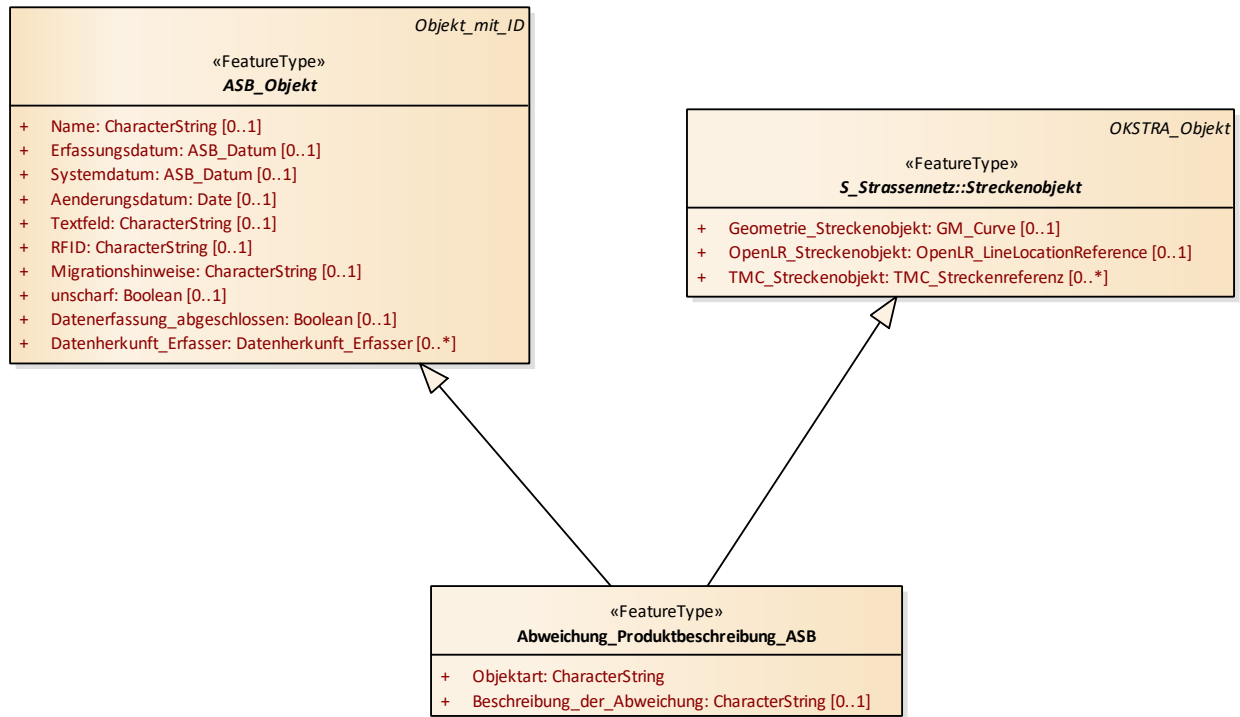 Objekt_mit_ID
«FeatureType»
ASB_Objekt
+ Name: CharacterString [0..1]
+ Erfassungsdatum: ASB_Datum [0..1]
+ Systemdatum: ASB_Datum [0..1]
+ Aenderungsdatum: Date [0..1]
+ Textfeld: CharacterString [0..1]
+ RFID: CharacterString [0..1]
+ Migrationshinweise: CharacterString [0..1]
+ unscharf: Boolean [0..1]
+ Datenerfassung_abgeschlossen: Boolean [0..1]
+ Datenherkunft_Erfasser: Datenherkunft_Erfasser [0..*]
OKSTRA_Objekt
«FeatureType»
S_Strassennetz::Streckenobjekt
+ Geometrie_Streckenobjekt: GM_Curve [0..1]
+ OpenLR_Streckenobjekt: OpenLR_LineLocationReference [0..1]
+ TMC_Streckenobjekt: TMC_Streckenreferenz [0..*]
«FeatureType»
Abweichung_Produktbeschreibung_ASB
+ Objektart: CharacterString
+ Beschreibung_der_Abweichung: CharacterString [0..1]